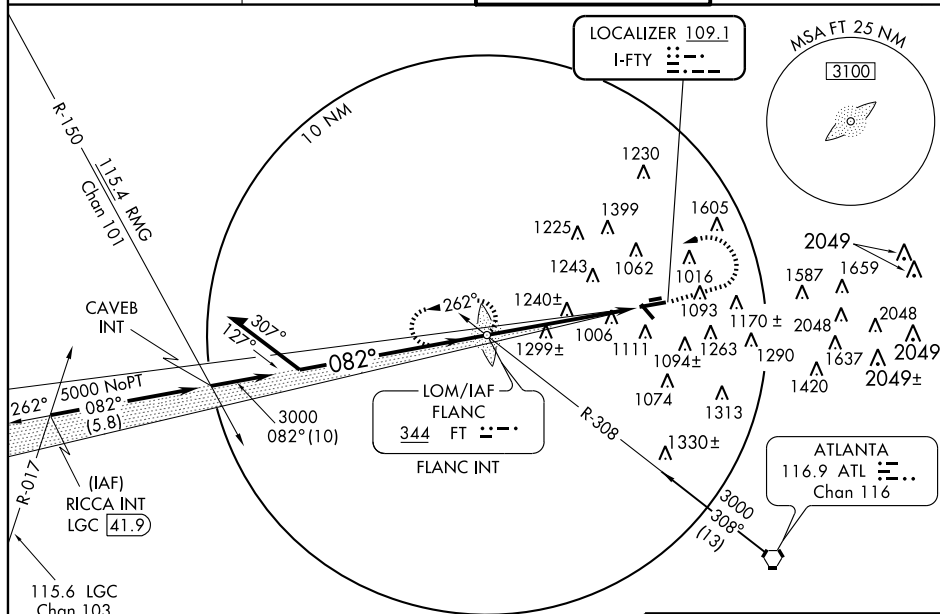 LOCALIZER 109.1
I-FTY
MSA FT 25 NM
3100
10 NM
R-150
115.4 RMG
Chan 101
1230
1399
1225
1605
1062
2049
1243
1016
1587
1659
1240±
1093
CAVEB
INT
262°
307°
127°
1006
1170±
2048
2048
1299±
1111
1263
2049
082°
1094±
1290
1637
2049±
5000 NoPT
262°
082°
(5.8)
3000
082° (10)
LOM/IAF
FLANC
344 FT
FLANC INT
1074
1420
1313
R-308
1330±
R-017
(IAF)
RICCA INT
LGC 41.9
ATLANTA
116.9 ATL
Chan 116
3000
308°
(13)
115.6 LGC
Chan 103